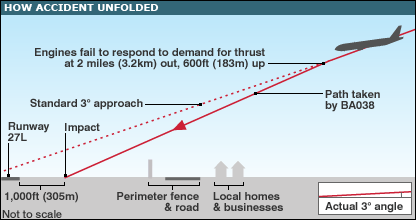 HOW ACCIDENT UNFOLDED
Engines fail to respond to demand for thrust
at 2 miles (3.2km) out, 600ft (183m) up
Standard 3° approach
Path taken
by BA038
Runway
27L
Impact
1,000ft (305m)
Perimeter fence
& road
Local homes
& businesses
Actual 3° angle
Not to scale